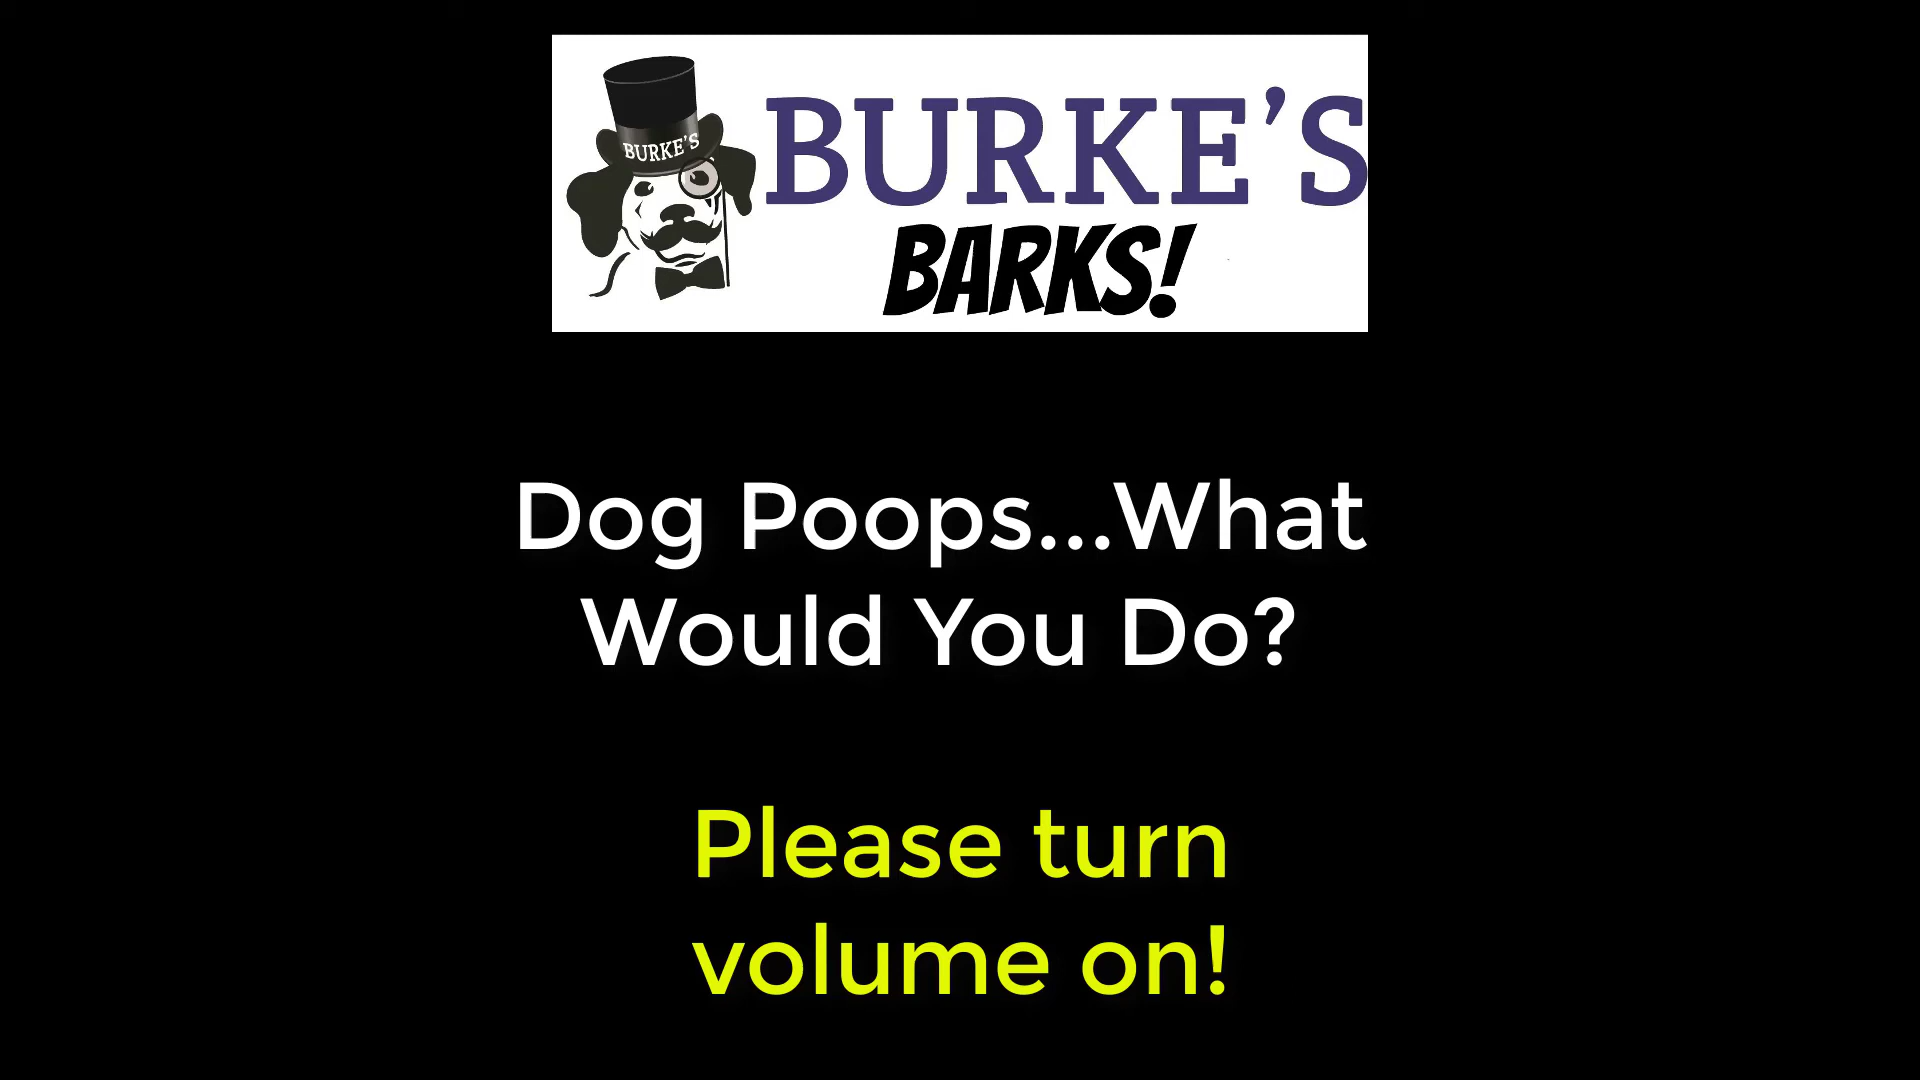 BURKE'S
BURKE'S
BARKS!
Dog Poops...What
Would You Do?
Please turn
volume on!